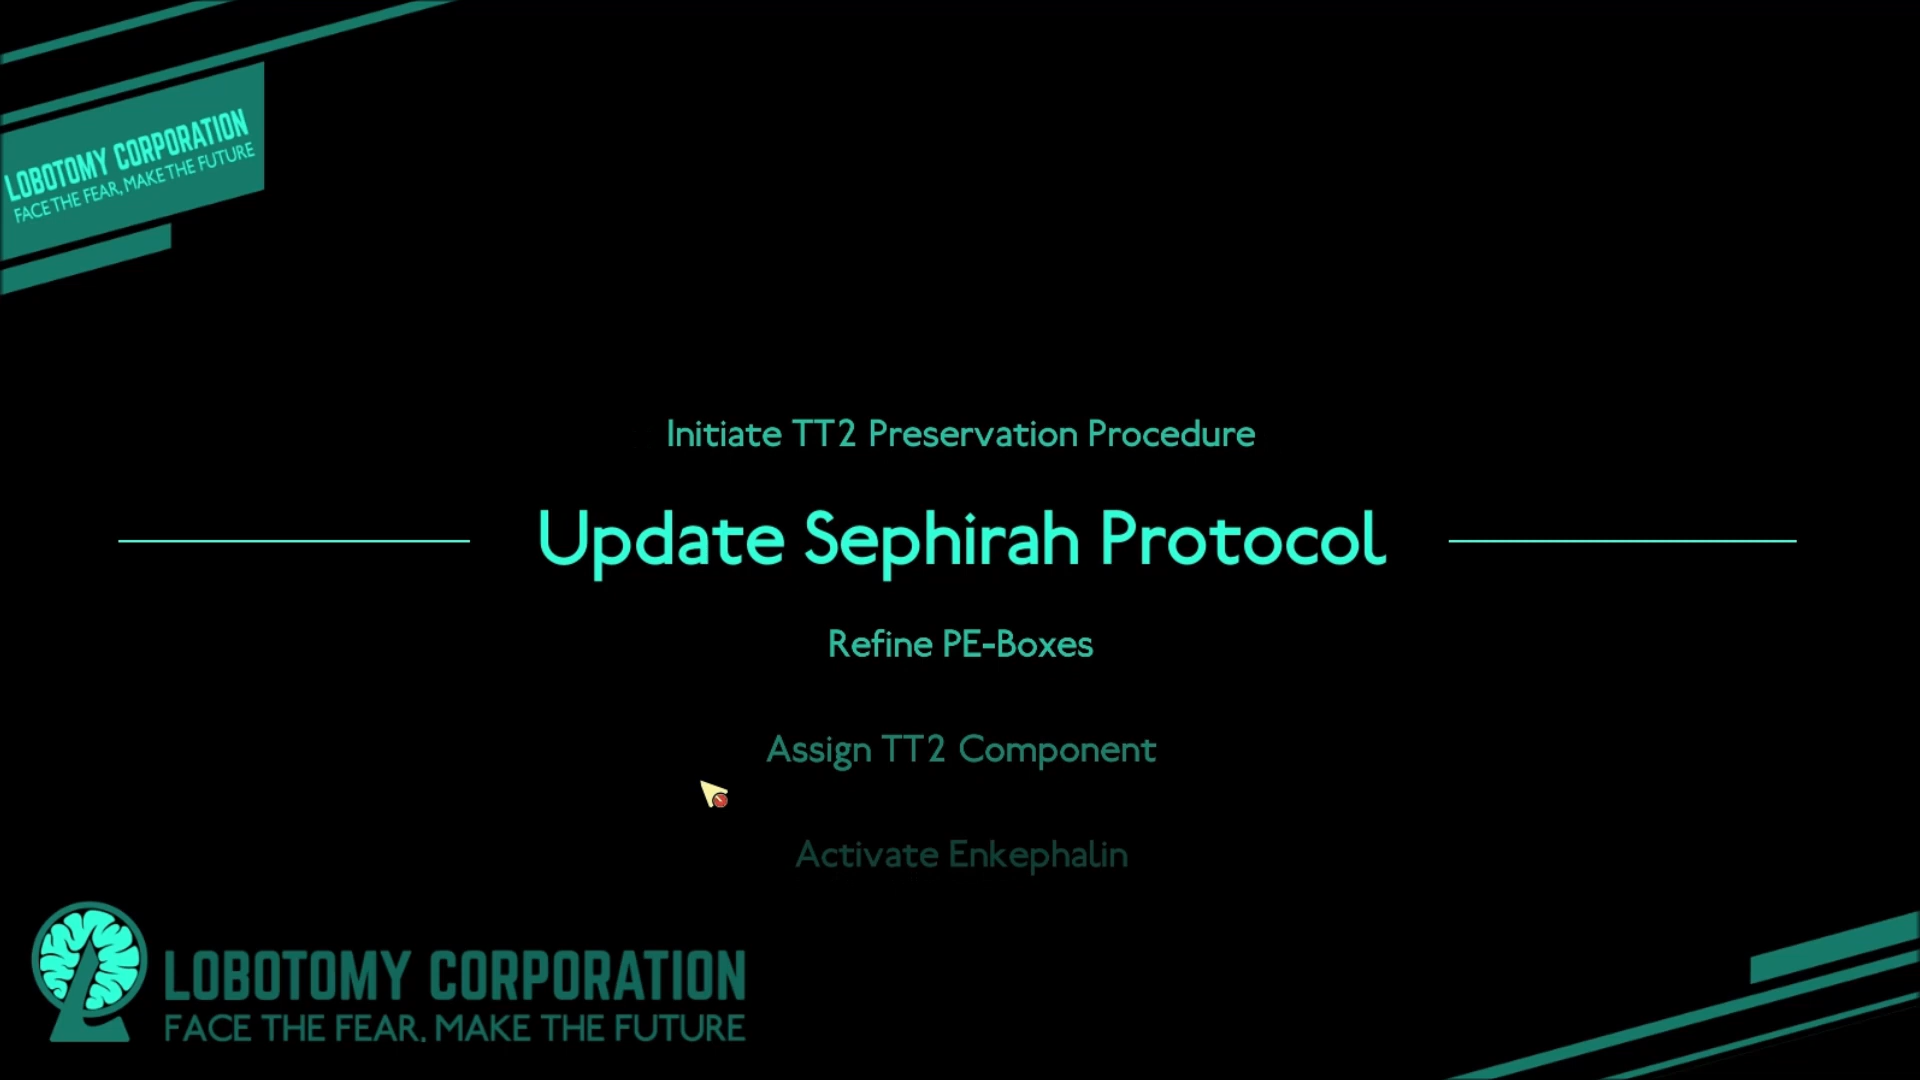 LOBOTOMY CORPORATION
FACE THE FEAR, MAKE THE FUTURE
Initiate TT2 Preservation Procedure
Update Sephirah Protocol
Refine PE-Boxes
Assign TT2 Component
Activate Enkephalin
LOBOTOMY CORPORATION
FACE THE FEAR, MAKE THE FUTURE